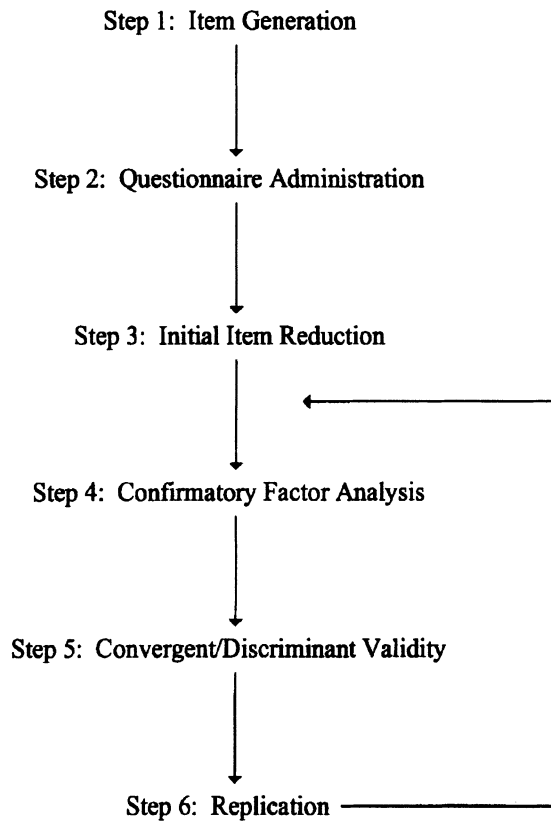 Step 1: Item Generation
Step 2: Questionnaire Administration
Step 3: Initial Item Reduction
Step 4: Confirmatory Factor Analysis
Step 5: Convergent/Discriminant Validity
Step 6: Replication